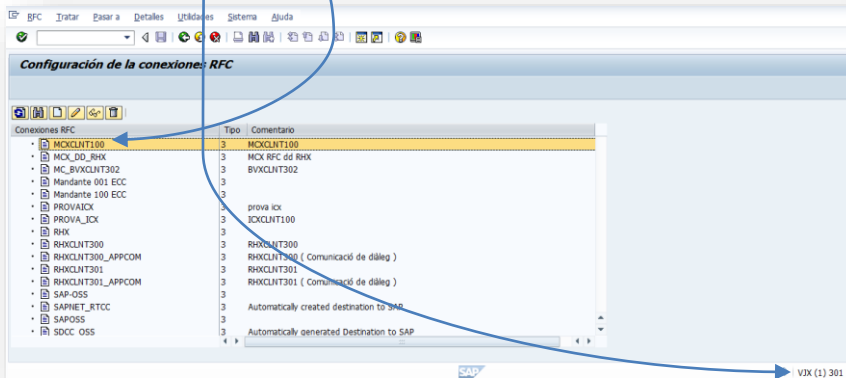 RFC Tratar Pasar a Detalles Utilidades Sistema Ajuda
Configuración de la conexiones RFC
Conexiones RFC Tipo Comentario
MCXCLNT100 3 MCXCLNT100
MCX_DD_RHX 3 MCX RFC dd RHX
MC_BVXCLNT302 3 BVXCLNT302
Mandante 001 ECC 3
Mandante 100 ECC 3
PROVAICX 3 prova icx
PROVA_ICX 3 ICXCLNT100
RHX 3
RHXCLNT300 3 RHXCLNT300
RHXCLNT300_APPCOM 3 RHXCLNT300 ( Comunicació de diàleg )
RHXCLNT301 3 RHXCLNT301
RHXCLNT301_APPCOM 3 RHXCLNT301 ( Comunicació de diàleg )
SAP-OSS 3
SAPNET_RTCC 3 Automatically created destination to SAP
SAPOSS 3
SDCC_OSS 3 Automatically generated Destination to SAP
SAP VJX (1) 301